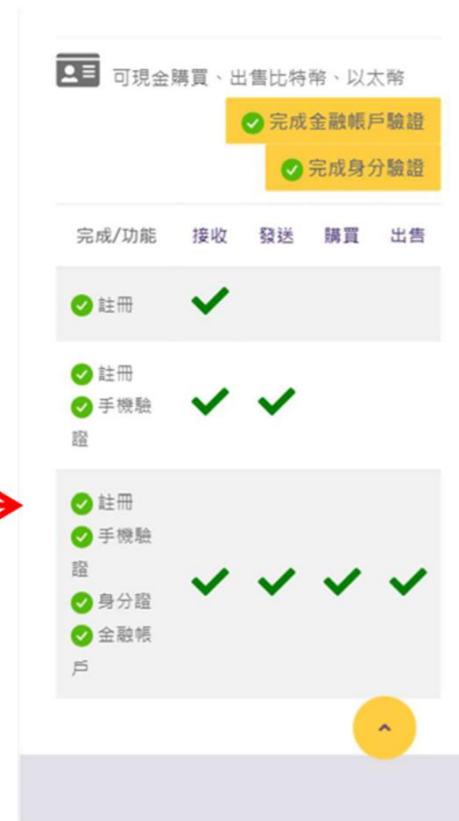 可現金購買、出售比特幣、以太幣
完成金融帳戶驗證
完成身分驗證
完成/功能 接收 發送 購買 出售
註冊
註冊
手機驗
證
註冊
手機驗
證
身分證
金融帳
戶